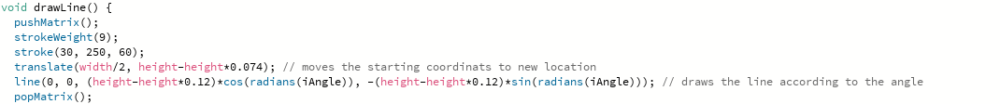 void drawLine() {
pushMatrix();
strokeWeight(9);
stroke(30, 250, 60);
translate(width/2, height-height*0.074); // moves the starting coordinats to new location
line(0, 0, (height-height*0.12)*cos(radians(iAngle)), -(height-height*0.12)*sin(radians(iAngle))); // draws the line according to the angle
popMatrix();